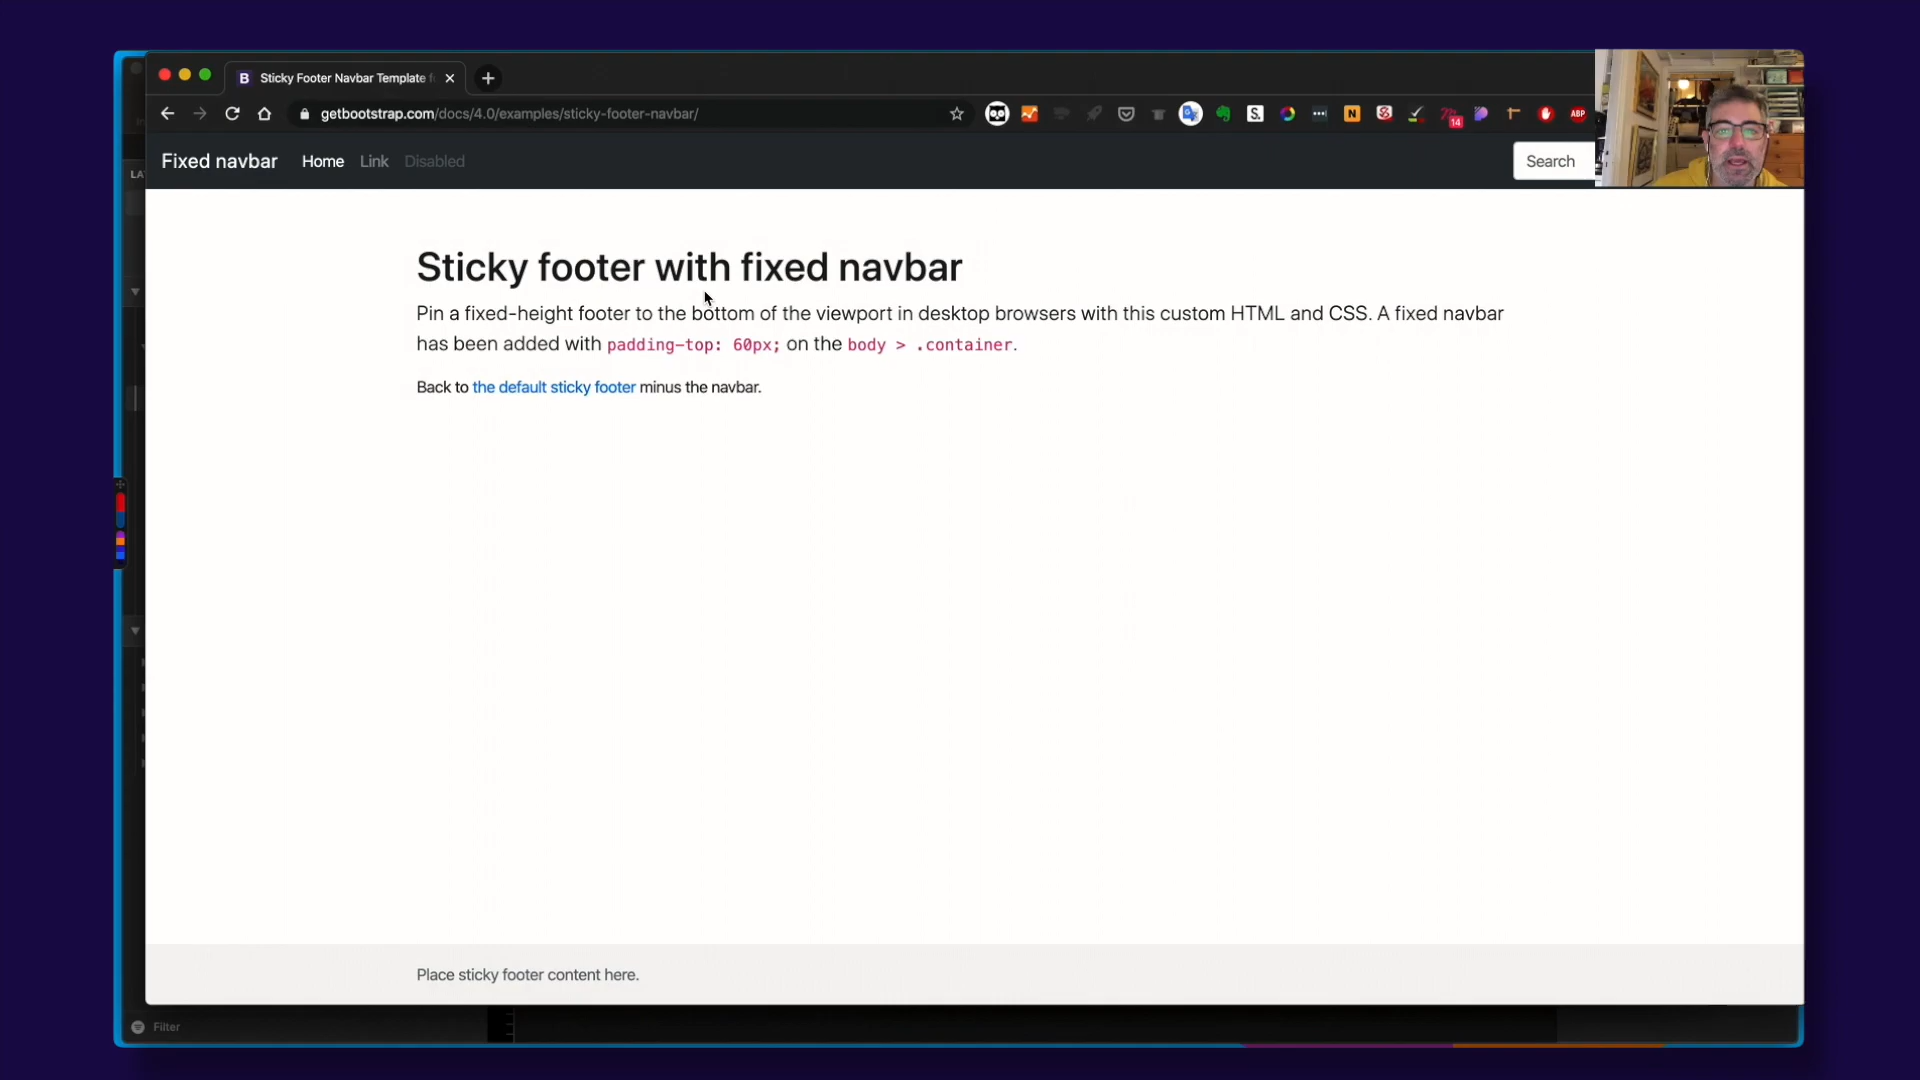 Sticky Footer Navbar Template f
getbootstrap.com/docs/4.0/examples/sticky-footer-navbar/
14
ABP
Fixed navbar Home Link Disabled Search
LA
Sticky footer with fixed navbar
Pin a fixed-height footer to the bottom of the viewport in desktop browsers with this custom HTML and CSS. A fixed navbar
has been added with padding-top: 60px; on the body > .container.
Back to the default sticky footer minus the navbar.
Place sticky footer content here.
Filter